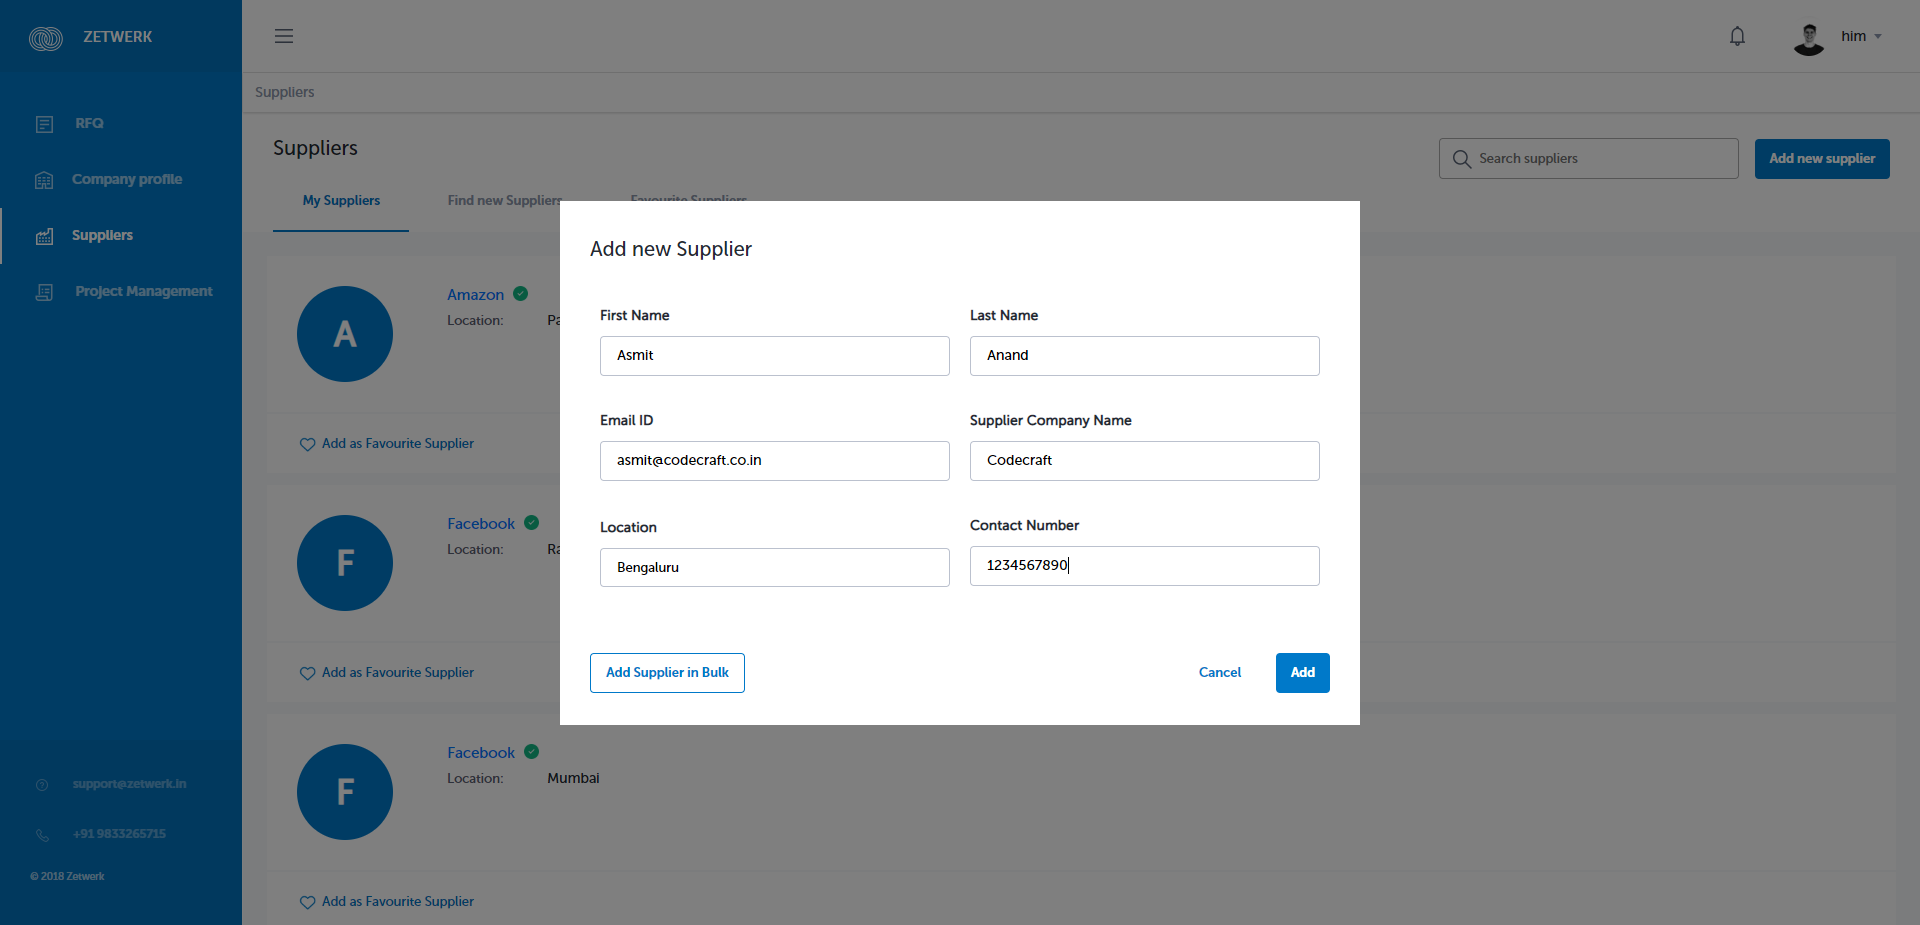 ZETWERK
him
Suppliers
RFQ
Company profile
Suppliers
Project Management
support@zetwerk.in
+91 9833265715
© 2018 Zetwerk
Suppliers
Search suppliers
Add new supplier
My Suppliers
Find new Suppliers
Favourite Suppliers
A
Amazon
Location:
Add as Favourite Supplier
F
Facebook
Location:
Add as Favourite Supplier
F
Facebook
Location: Mumbai
Add as Favourite Supplier
Add new Supplier
First Name
Asmit
Last Name
Anand
Email ID
asmit@codecraft.co.in
Supplier Company Name
Codecraft
Location
Bengaluru
Contact Number
1234567890
Add Supplier in Bulk
Cancel
Add